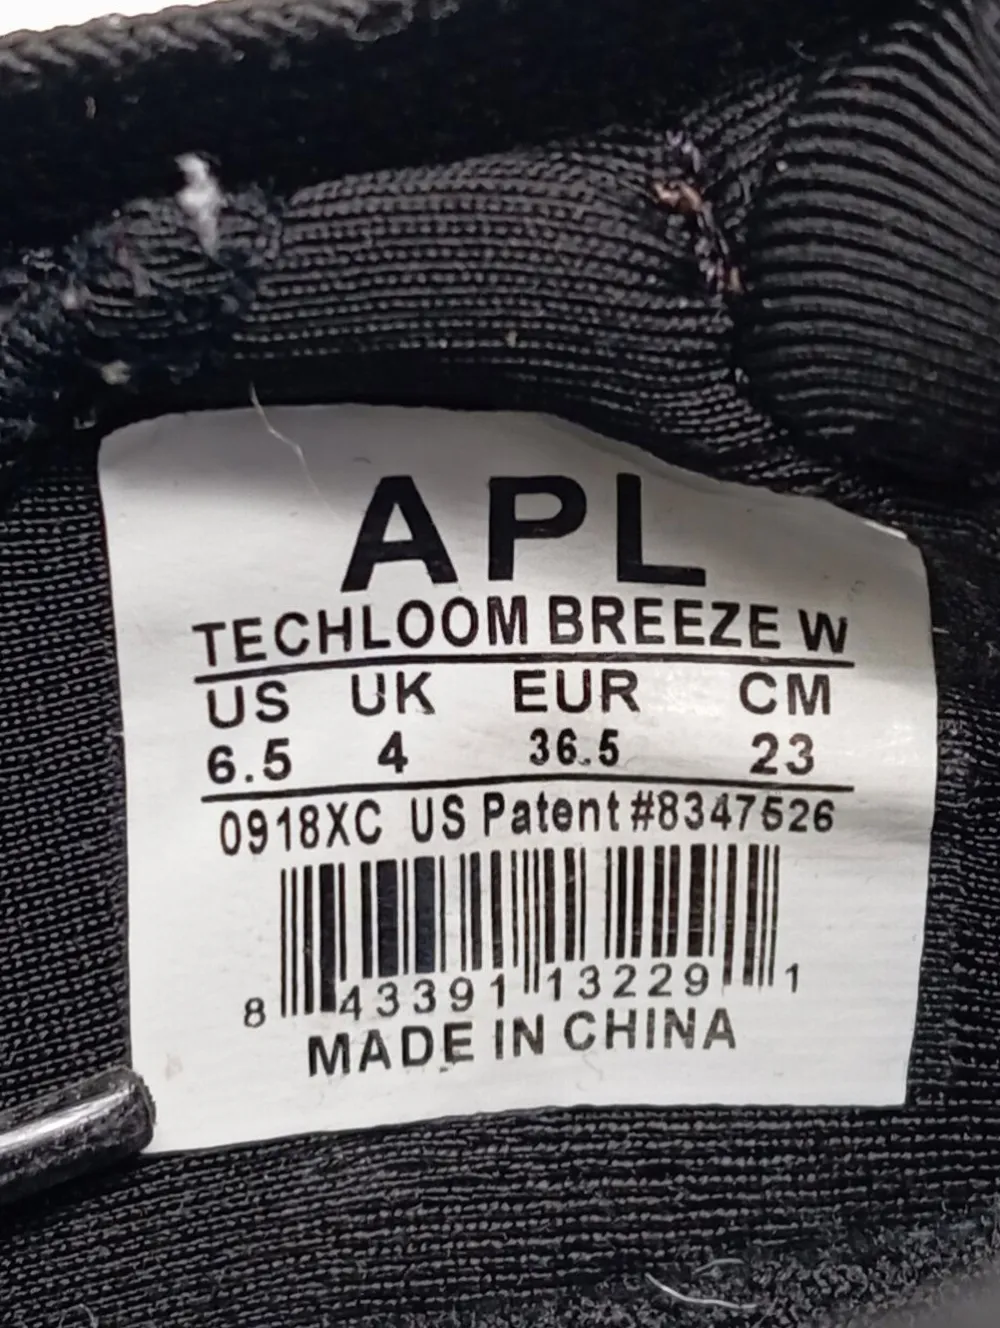 APL
TECHLOOM BREEZE W
US UK EUR CM
6.5 4 36.5 23
0918XC US Patent #8347526
8 43391 13229 1
MADE IN CHINA